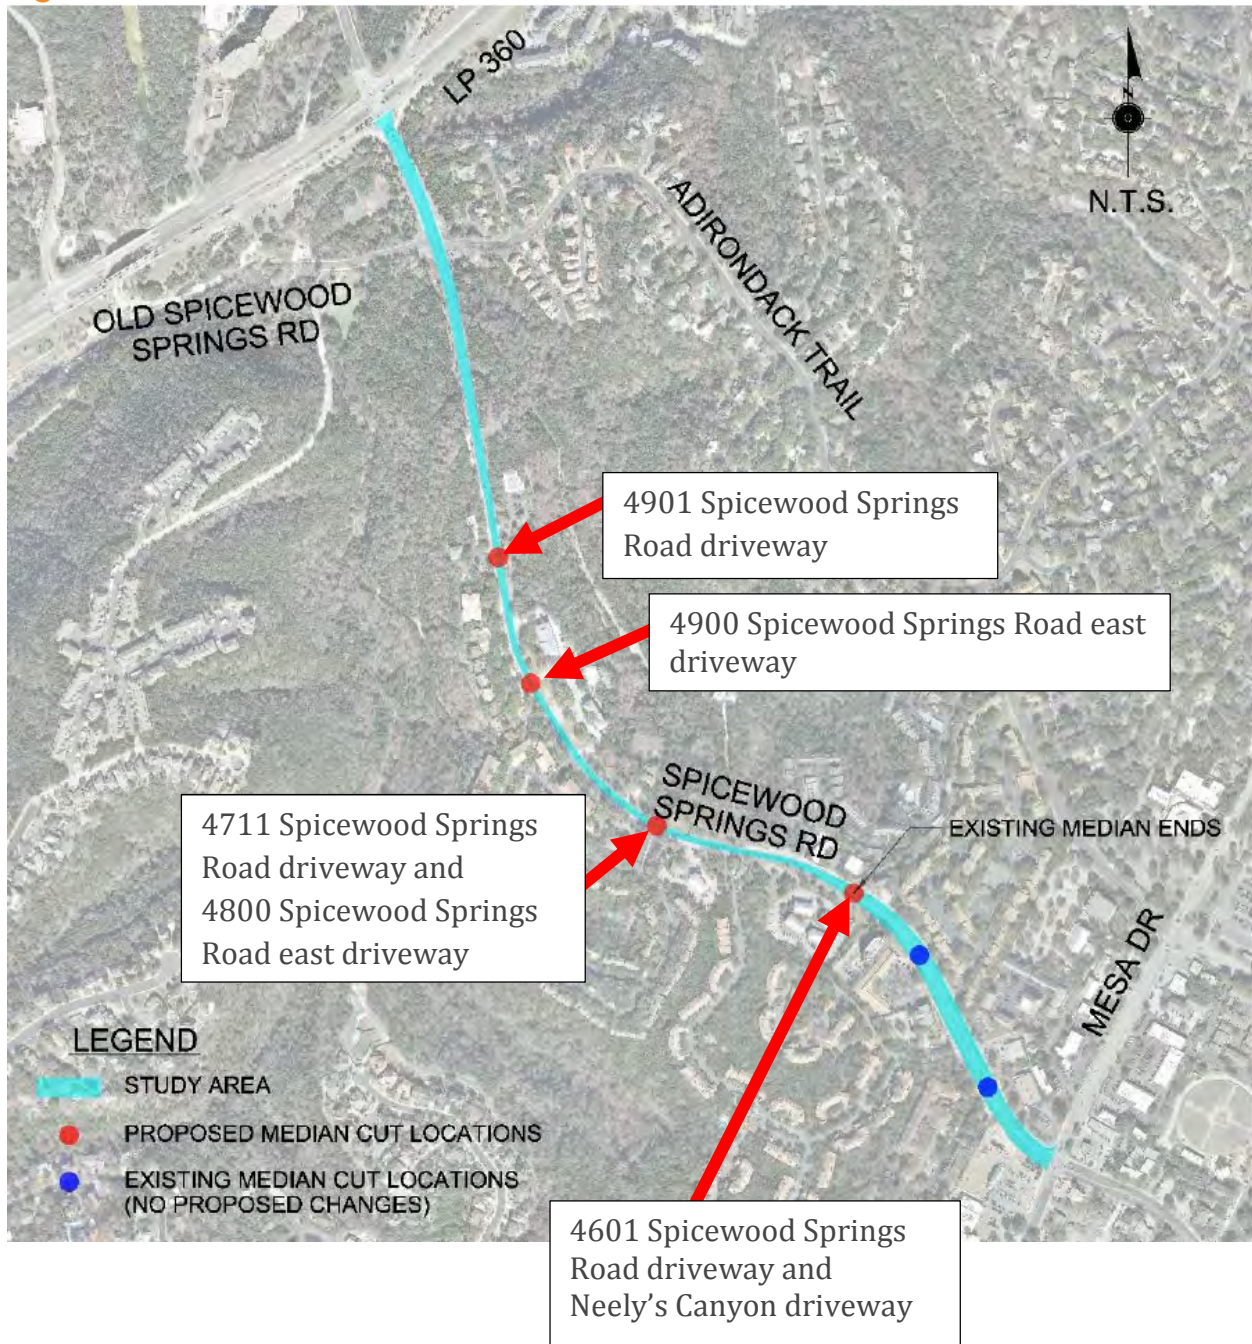 LP 360
N
N.T.S.
ADIRONDACK TRAIL
OLD SPICEWOOD
SPRINGS RD
4901 Spicewood Springs
Road driveway
4900 Spicewood Springs Road east
driveway
SPICEWOOD
SPRINGS RD
4711 Spicewood Springs
Road driveway and
4800 Spicewood Springs
Road east driveway
EXISTING MEDIAN ENDS
MESA DR
LEGEND
STUDY AREA
PROPOSED MEDIAN CUT LOCATIONS
EXISTING MEDIAN CUT LOCATIONS
(NO PROPOSED CHANGES)
4601 Spicewood Springs
Road driveway and
Neely’s Canyon driveway